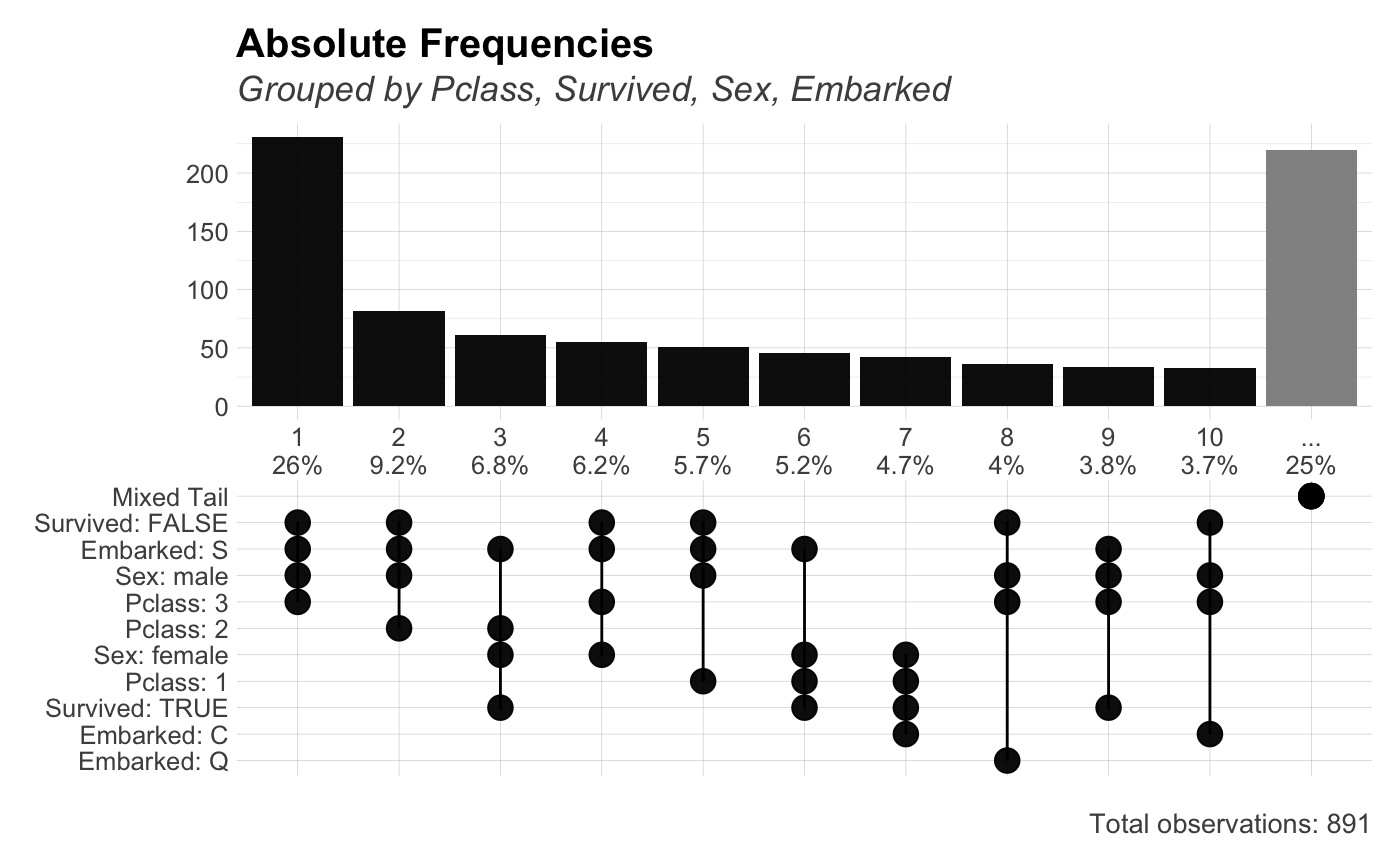 Absolute Frequencies
Grouped by Pclass, Survived, Sex, Embarked
200
150
100
50
0
1 2 3 4 5 6 7 8 9 10 ...
26% 9.2% 6.8% 6.2% 5.7% 5.2% 4.7% 4% 3.8% 3.7% 25%
Mixed Tail
Survived: FALSE
Embarked: S
Sex: male
Pclass: 3
Pclass: 2
Sex: female
Pclass: 1
Survived: TRUE
Embarked: C
Embarked: Q
Total observations: 891